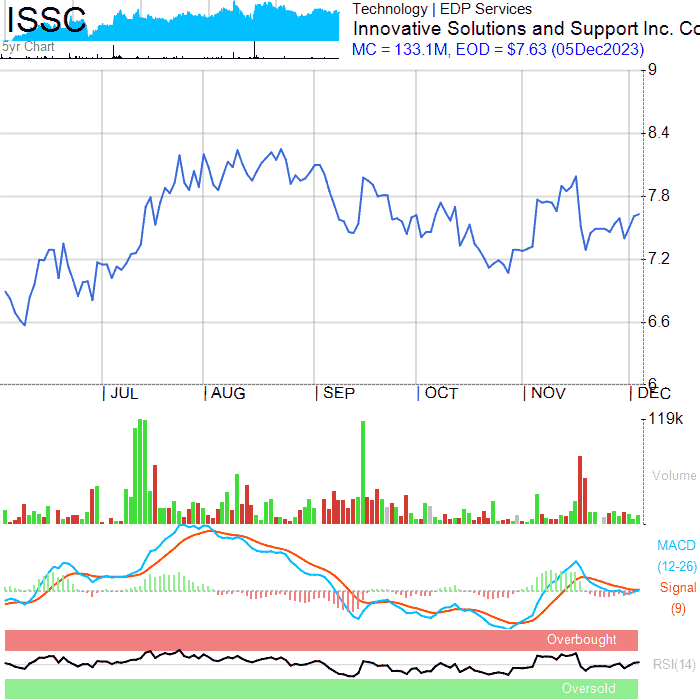 ISSC
5yr Chart
Technology | EDP Services
Innovative Solutions and Support Inc. Co
MC = 133.1M, EOD = $7.63 (05Dec2023)
9
8.4
7.8
7.2
6.6
6
JUL AUG SEP OCT NOV DEC
119k
Volume
MACD
(12-26)
Signal
(9)
Overbought
RSI(14)
Oversold